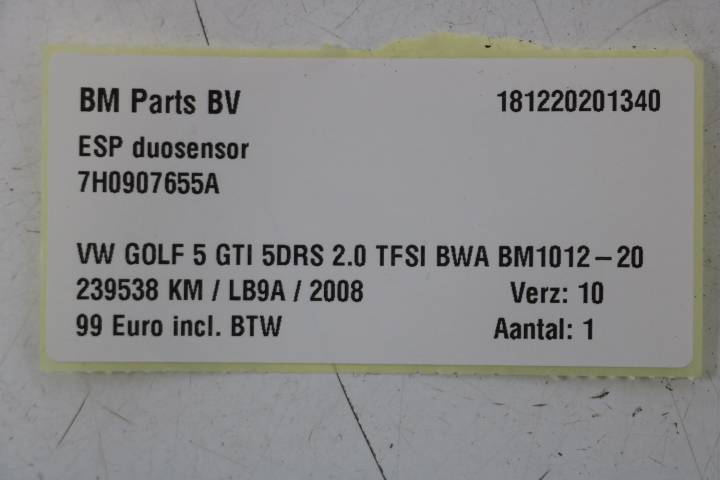 BM Parts BV 181220201340
ESP duosensor
7H0907655A
VW GOLF 5 GTI 5DRS 2.0 TFSI BWA BM1012-20
239538 KM / LB9A / 2008 Verz: 10
99 Euro incl. BTW Aantal: 1